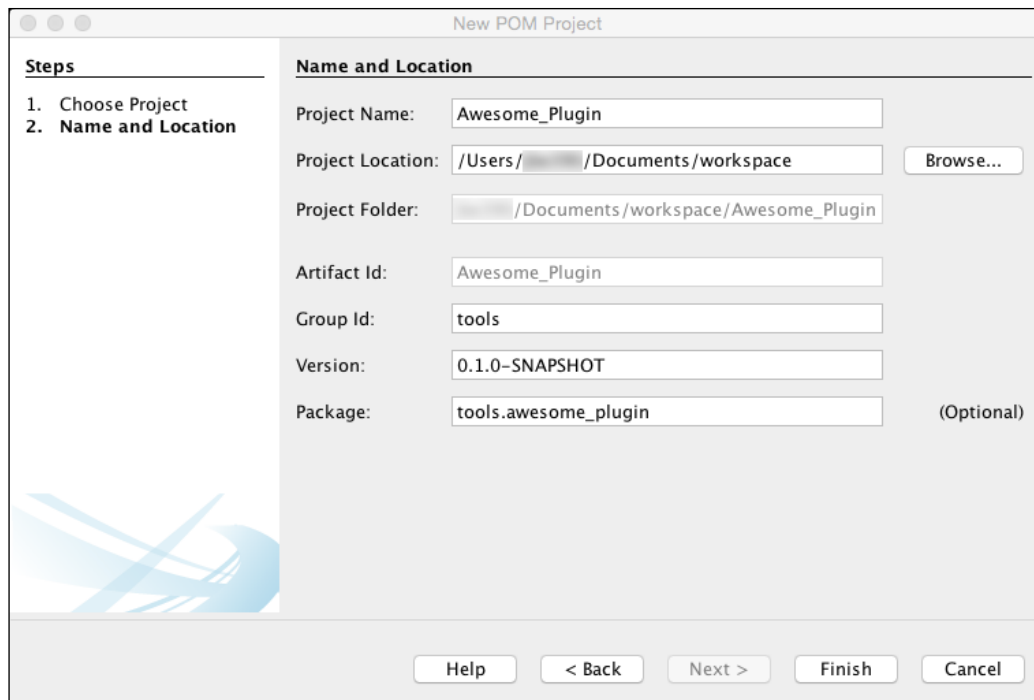 New POM Project
Steps
1. Choose Project
2. Name and Location
Name and Location
Project Name: Awesome_Plugin
Project Location: /Users/ /Documents/workspace Browse...
Project Folder: /Documents/workspace/Awesome_Plugin
Artifact Id: Awesome_Plugin
Group Id: tools
Version: 0.1.0-SNAPSHOT
Package: tools.awesome_plugin (Optional)
Help < Back Next > Finish Cancel